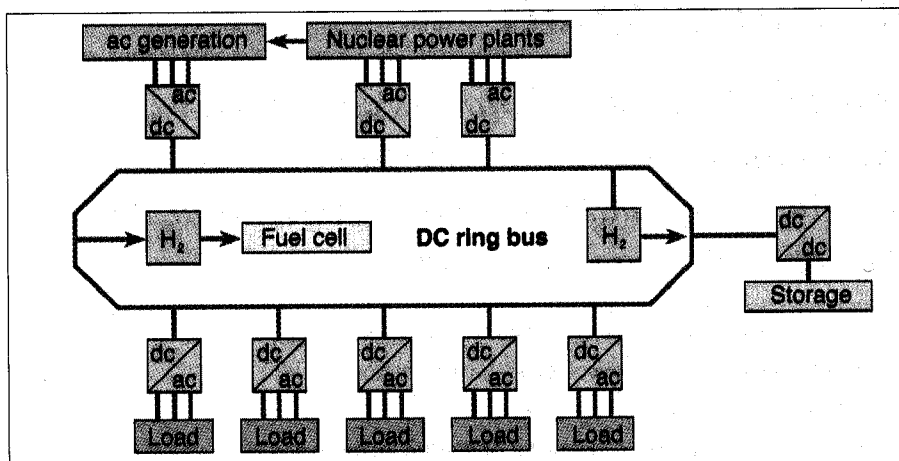 ac generation
Nuclear power plants
ac
dc
ac
dc
ac
dc
H₂
Fuel cell
DC ring bus
H₂
dc
dc
Storage
dc
ac
dc
ac
dc
ac
dc
ac
dc
ac
Load
Load
Load
Load
Load